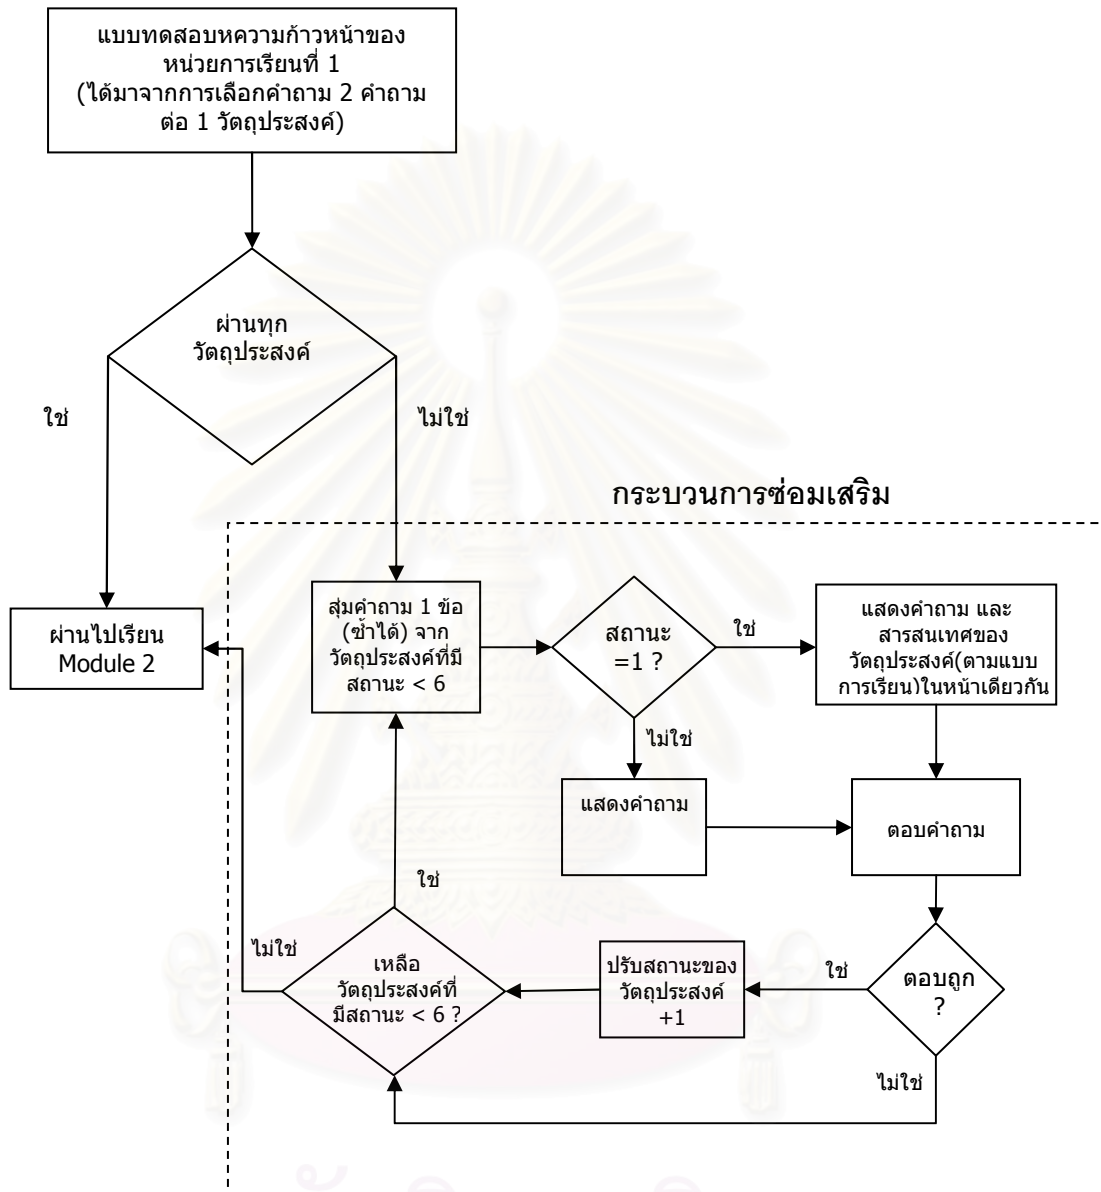 แบบทดสอบหความก้าวหน้าของ
หน่วยการเรียนที่ 1
(ได้มาจากการเลือกคำถาม 2 คำถาม
ต่อ 1 วัตถุประสงค์)
ผ่านทุก
วัตถุประสงค์
ใช่
ไม่ใช่
กระบวนการซ่อมเสริม
ผ่านไปเรียน
Module 2
สุ่มคำถาม 1 ข้อ
(ซ้ำได้) จาก
วัตถุประสงค์ที่มี
สถานะ < 6
สถานะ
=1 ?
ใช่
แสดงคำถาม และ
สารสนเทศของ
วัตถุประสงค์(ตามแบบ
การเรียน)ในหน้าเดียวกัน
ไม่ใช่
แสดงคำถาม
ตอบคำถาม
ใช่
ไม่ใช่
เหลือ
วัตถุประสงค์ที่
มีสถานะ < 6 ?
ปรับสถานะของ
วัตถุประสงค์
+1
ใช่
ตอบถูก
?
ไม่ใช่